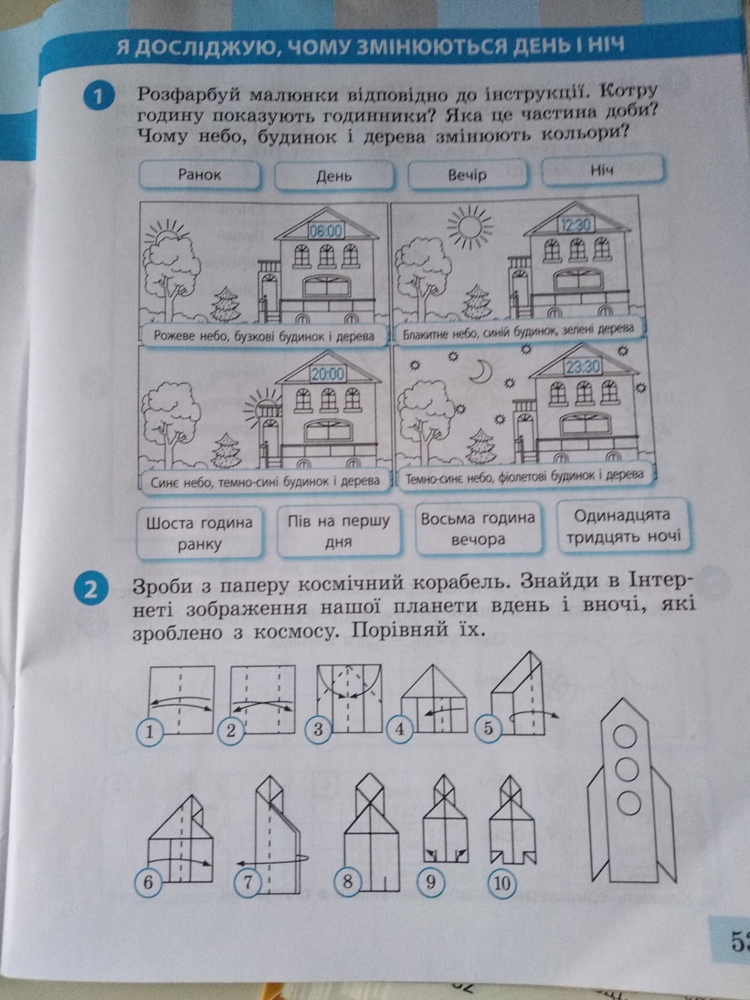 Я ДОСЛІДЖУЮ, ЧОМУ ЗМІНЮЮТЬСЯ ДЕНЬ І НІЧ
1
Розфарбуй малюнки відповідно до інструкції. Котру
годину показують годинники? Яка це частина доби?
Чому небо, будинок і дерева змінюють кольори?
Ранок
День
Вечір
Ніч
06:00
12:30
Рожеве небо, бузкові будинок і дерева
Блакитне небо, синій будинок, зелені дерева
20:00
23:30
Синє небо, темно-сині будинок і дерева
Темно-синє небо, фіолетові будинок і дерева
Шоста година
ранку
Пів на першу
дня
Восьма година
вечора
Одинадцята
тридцять ночі
2
Зроби з паперу космічний корабель. Знайди в Інтер-
неті зображення нашої планети вдень і вночі, які
зроблено з космосу. Порівняй їх.
1
2
3
4
5
6
7
8
9
10